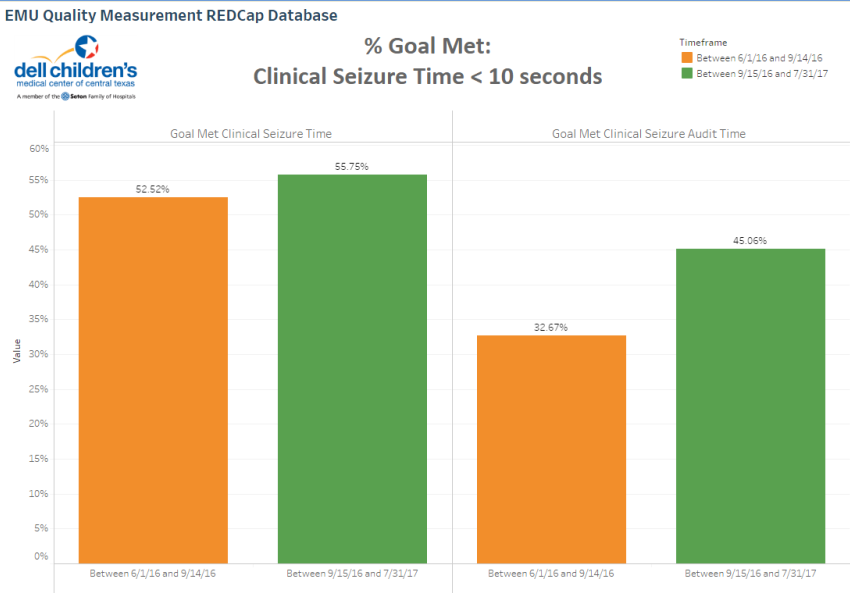 EMU Quality Measurement REDCap Database
dell children's
medical center of central texas
A member of the Seton Family of Hospitals
% Goal Met:
Clinical Seizure Time < 10 seconds
Timeframe
Between 6/1/16 and 9/14/16
Between 9/15/16 and 7/31/17
Goal Met Clinical Seizure Time
Goal Met Clinical Seizure Audit Time
60%
55%
50%
45%
40%
35%
30%
25%
20%
15%
10%
5%
0%
Value
52.52%
55.75%
32.67%
45.06%
Between 6/1/16 and 9/14/16
Between 9/15/16 and 7/31/17
Between 6/1/16 and 9/14/16
Between 9/15/16 and 7/31/17